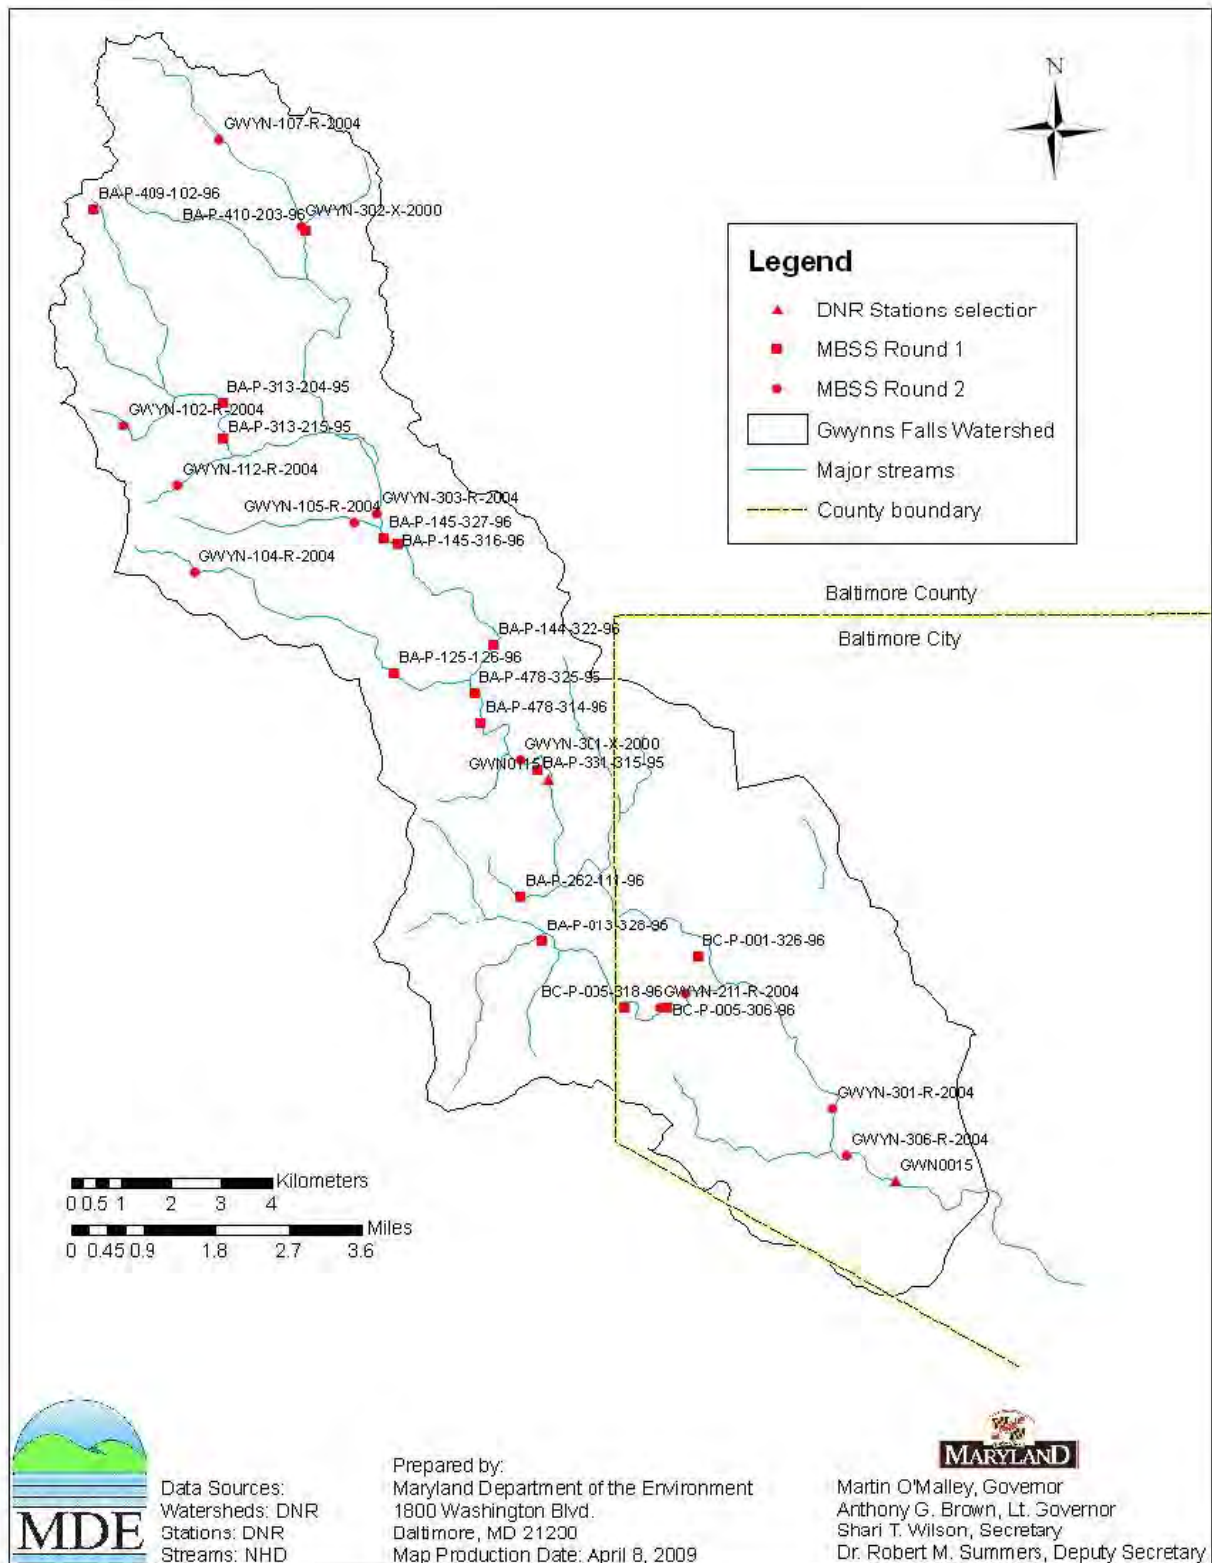 N
GWYN-107-R-2004
BA-P-409-102-96
BA-P-410-203-96
GWYN-302-X-2000
Legend
DNR Stations selection
MBSS Round 1
MBSS Round 2
Gwynns Falls Watershed
Major streams
County boundary
BA-P-313-204-95
GWYN-102-R-2004
BA-P-313-215-95
GWYN-112-R-2004
GWYN-303-R-2004
GWYN-105-R-2004
BA-P-145-327-96
BA-P-145-316-96
GWYN-104-R-2004
Baltimore County
Baltimore City
BA-P-144-322-96
BA-P-125-126-96
BA-P-478-325-95
BA-P-478-314-96
GWYN-301-X-2000
GWN0115
BA-P-331-315-95
BA-P-262-111-96
BA-P-013-328-96
BC-P-001-326-96
BC-P-005-318-96
GWYN-211-R-2004
BC-P-005-306-96
GWYN-301-R-2004
GWYN-306-R-2004
GWN0015
Kilometers
0 0.5 1 2 3 4
Miles
0 0.45 0.9 1.8 2.7 3.6
MDE
Data Sources:
Watersheds: DNR
Stations: DNR
Streams: NHD
Prepared by:
Maryland Department of the Environment
1800 Washington Blvd.
Baltimore, MD 21230
Map Production Date: April 8, 2009
MARYLAND
Martin O'Malley, Governor
Anthony G. Brown, Lt. Governor
Shari T. Wilson, Secretary
Dr. Robert M. Summers, Deputy Secretary